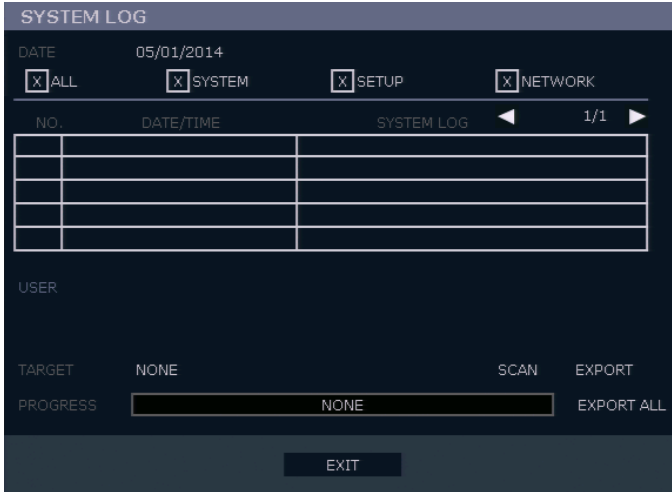 SYSTEM LOG
DATE 05/01/2014
X ALL X SYSTEM X SETUP X NETWORK
NO. DATE/TIME SYSTEM LOG ◀ 1/1 ▶
USER
TARGET NONE SCAN EXPORT
PROGRESS NONE EXPORT ALL
EXIT